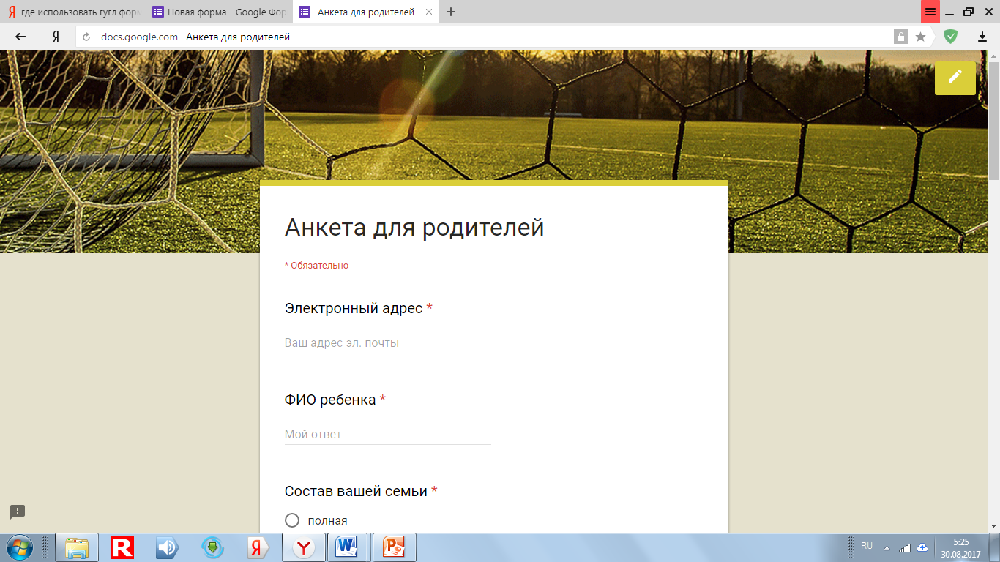 где использовать гугл форм
Новая форма - Google Фор
Анкета для родителей
Я
docs.google.com Анкета для родителей
Анкета для родителей
* Обязательно
Электронный адрес *
Ваш адрес эл. почты
ФИО ребенка *
Мой ответ
Состав вашей семьи *
полная
R
Я
Y
W
P
RU
5:25
30.08.2017